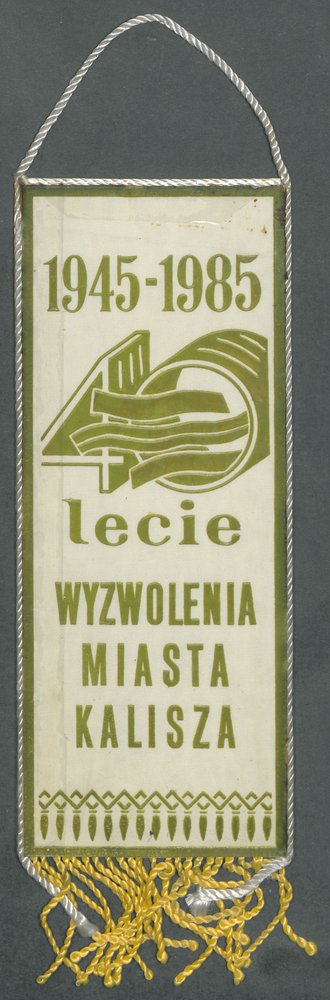 1945-1985
40
lecie
WYZWOLENIA
MIASTA
KALISZA